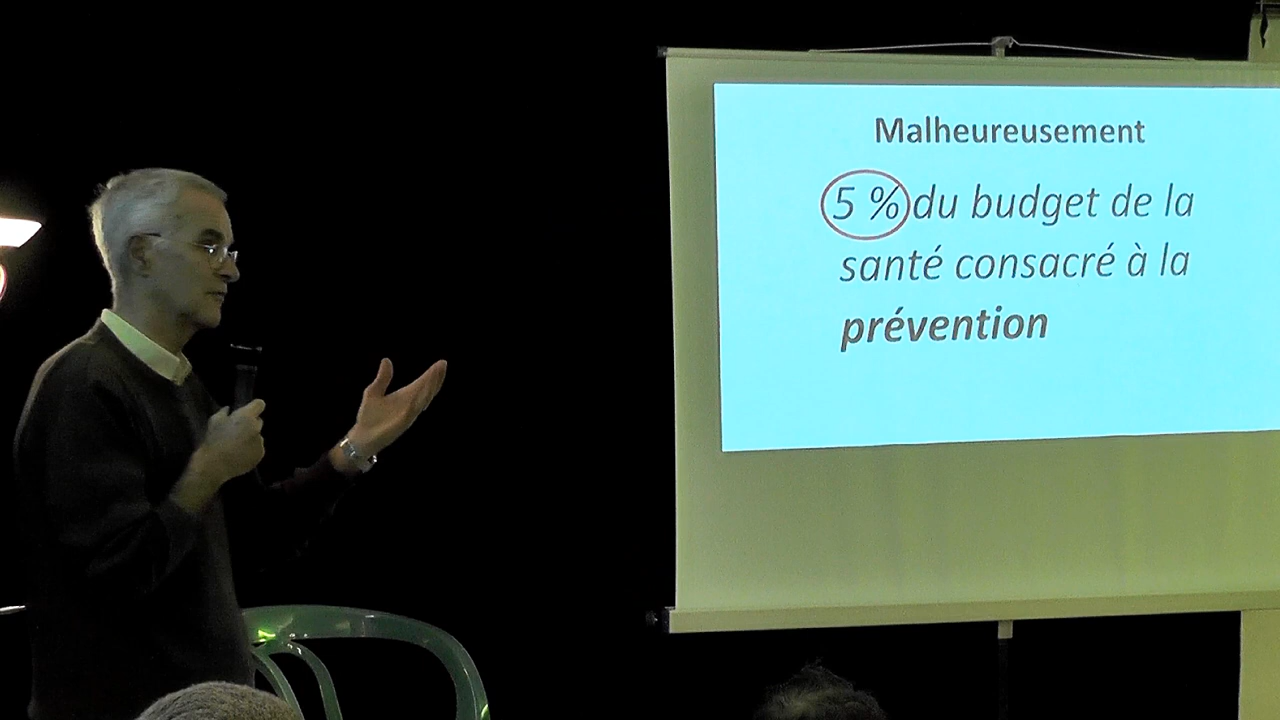 Malheureusement
5 % du budget de la
santé consacré à la
prévention